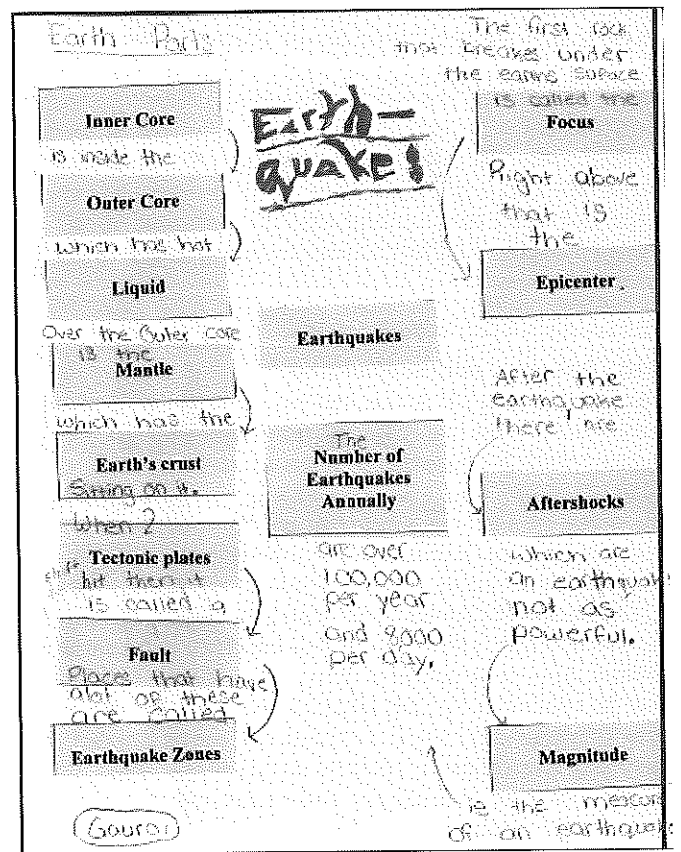 Earth Parts
Inner Core
is inside the
Outer Core
which has hot
Liquid
Over the Outer core
is the
Mantle
which has the
Earth's crust
Sitting on it.
When 2
Tectonic plates
hit then it
is called a
Fault
Places that have
alot of these
are called
Earthquake Zones
Gourav
Earth-
quake!
Earthquakes
The
Number of
Earthquakes
Annually
are over
100,000
per year
and 8,000
per day.
The first rock
that breakes under
the earths
is called the
Focus
Right above
that is
the
Epicenter.
After the
earthquake
there are
Aftershocks
which are
an earthquake
not as
powerful.
Magnitude
is the measur
of an earthquake